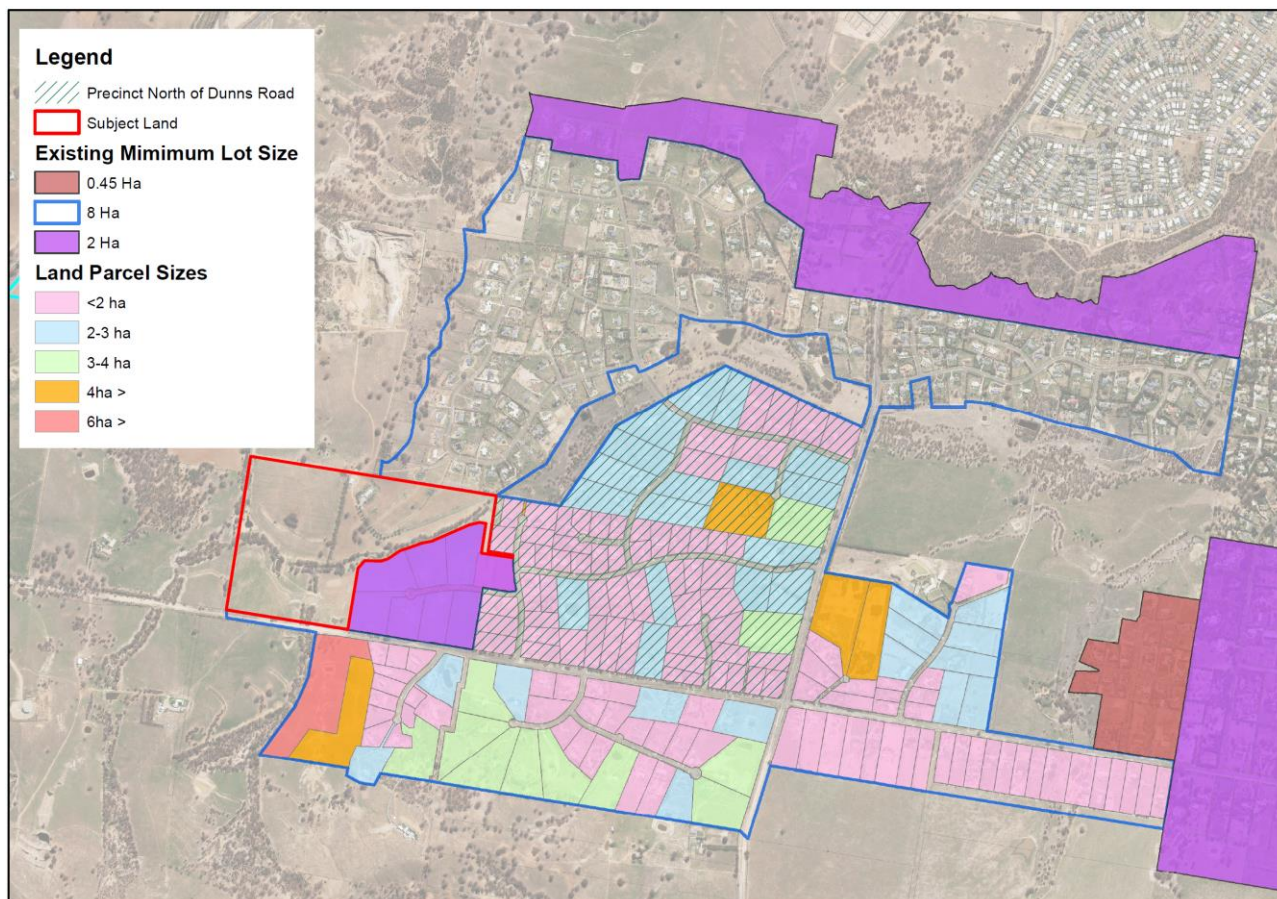 Legend
Precinct North of Dunns Road
Subject Land
Existing Mimimum Lot Size
0.45 Ha
8 Ha
2 Ha
Land Parcel Sizes
<2 ha
2-3 ha
3-4 ha
4ha >
6ha >